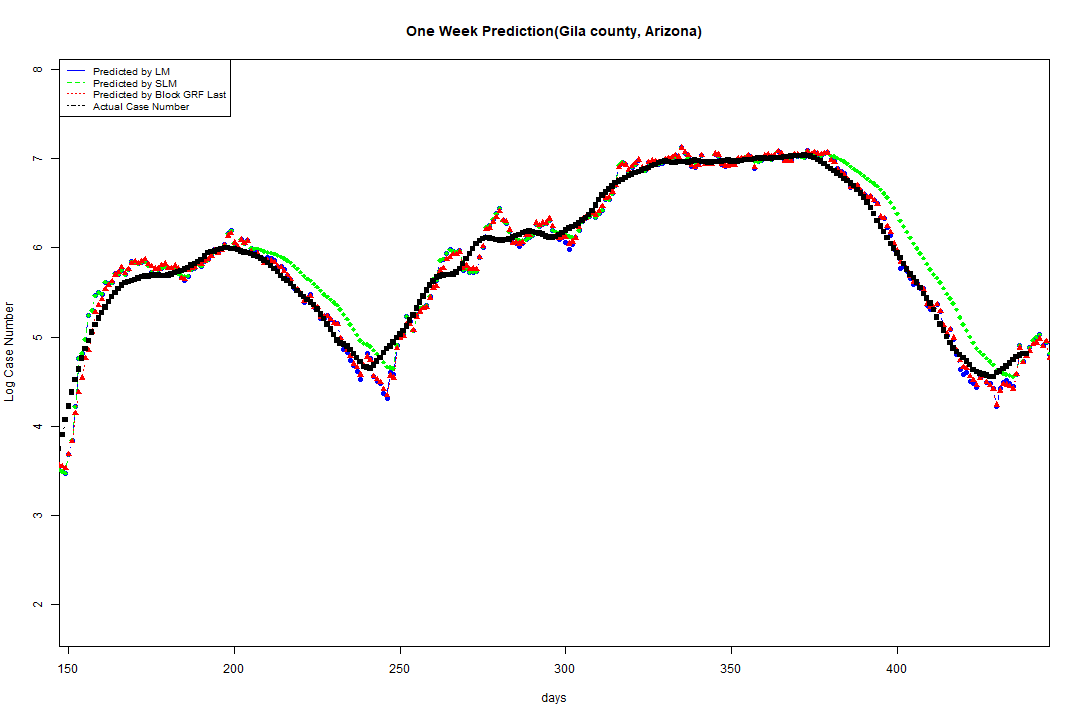 One Week Prediction(Gila county, Arizona)
Predicted by LM
Predicted by SLM
Predicted by Block GRF Last
Actual Case Number
8
7
6
5
4
3
2
Log Case Number
150 200 250 300 350 400
days